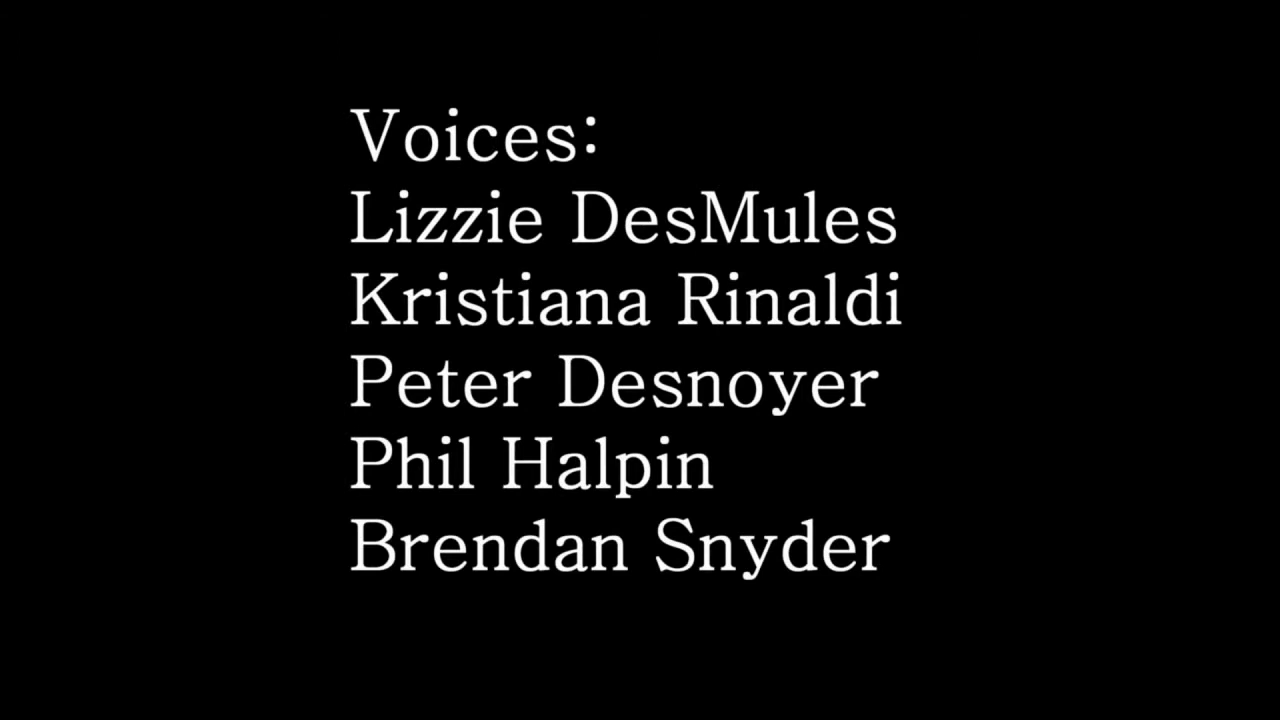 Voices:
Lizzie DesMules
Kristiana Rinaldi
Peter Desnoyer
Phil Halpin
Brendan Snyder